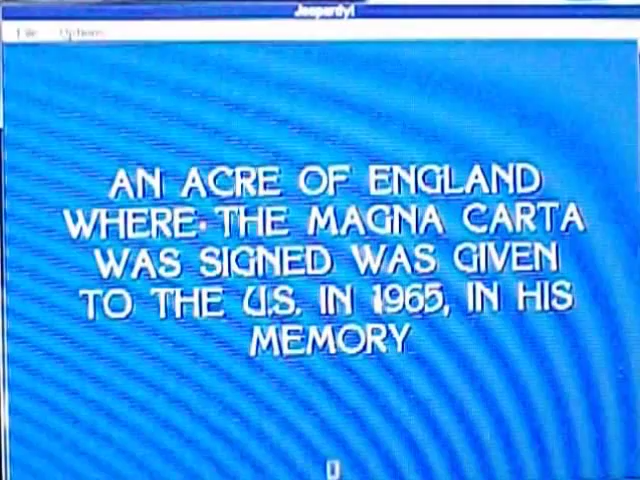 Jeopardy!
File Options
AN ACRE OF ENGLAND
WHERE THE MAGNA CARTA
WAS SIGNED WAS GIVEN
TO THE U.S. IN 1965, IN HIS
MEMORY